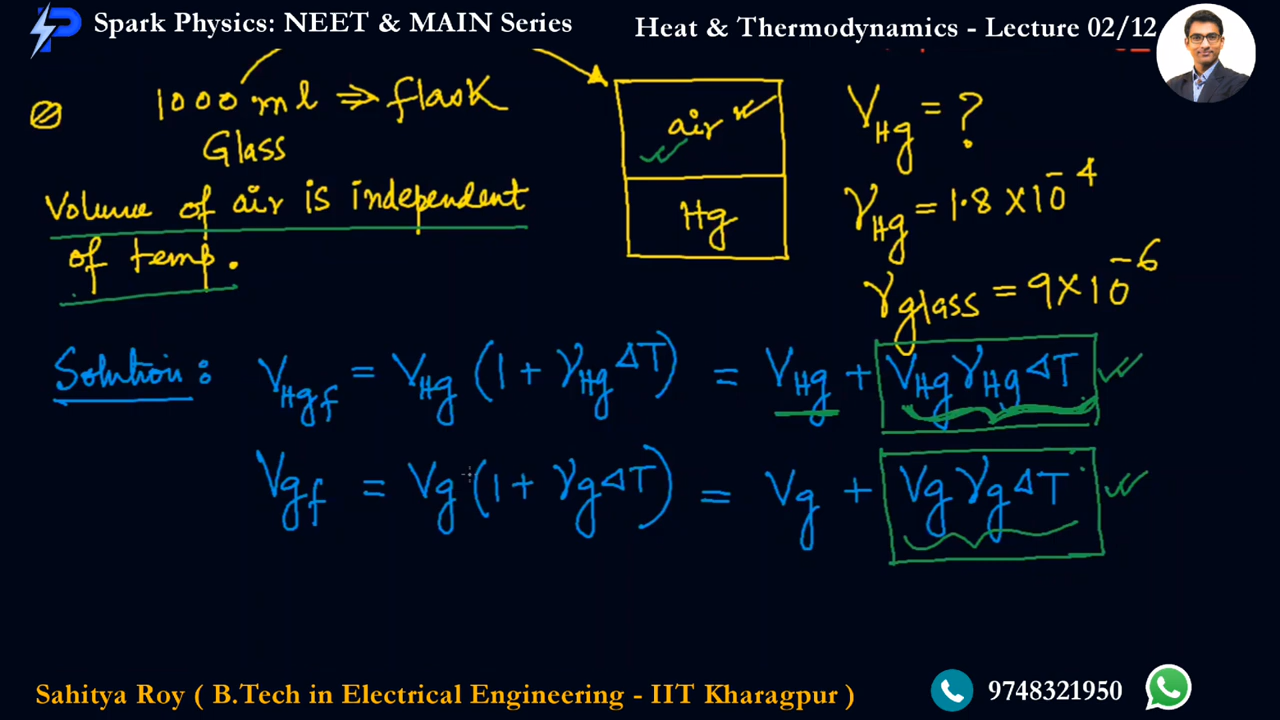 Spark Physics: NEET & MAIN Series
Heat & Thermodynamics - Lecture 02/12
1000 ml ⇒ flask
Glass
Volume of air is independent
of temp.
air
Hg
V_Hg = ?
γ_Hg = 1.8 × 10^-4
γ_glass = 9 × 10^-6
Solution: V_Hgf = V_Hg (1 + γ_Hg ΔT) = V_Hg + V_Hg γ_Hg ΔT
V_gf = V_g (1 + γ_g ΔT) = V_g + V_g γ_g ΔT
Sahitya Roy ( B.Tech in Electrical Engineering - IIT Kharagpur )
9748321950